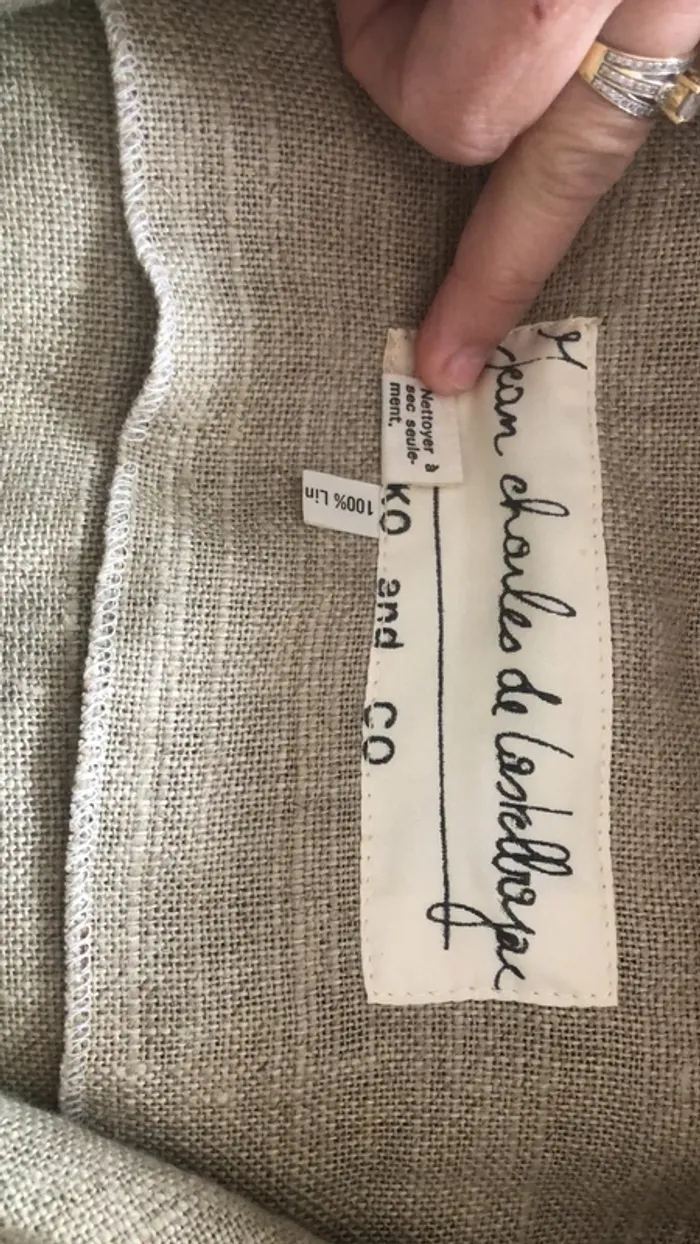 Jean charles de Castelbajac
KO and CO
Nettoyer à
sec seule-
ment.
100% Lin